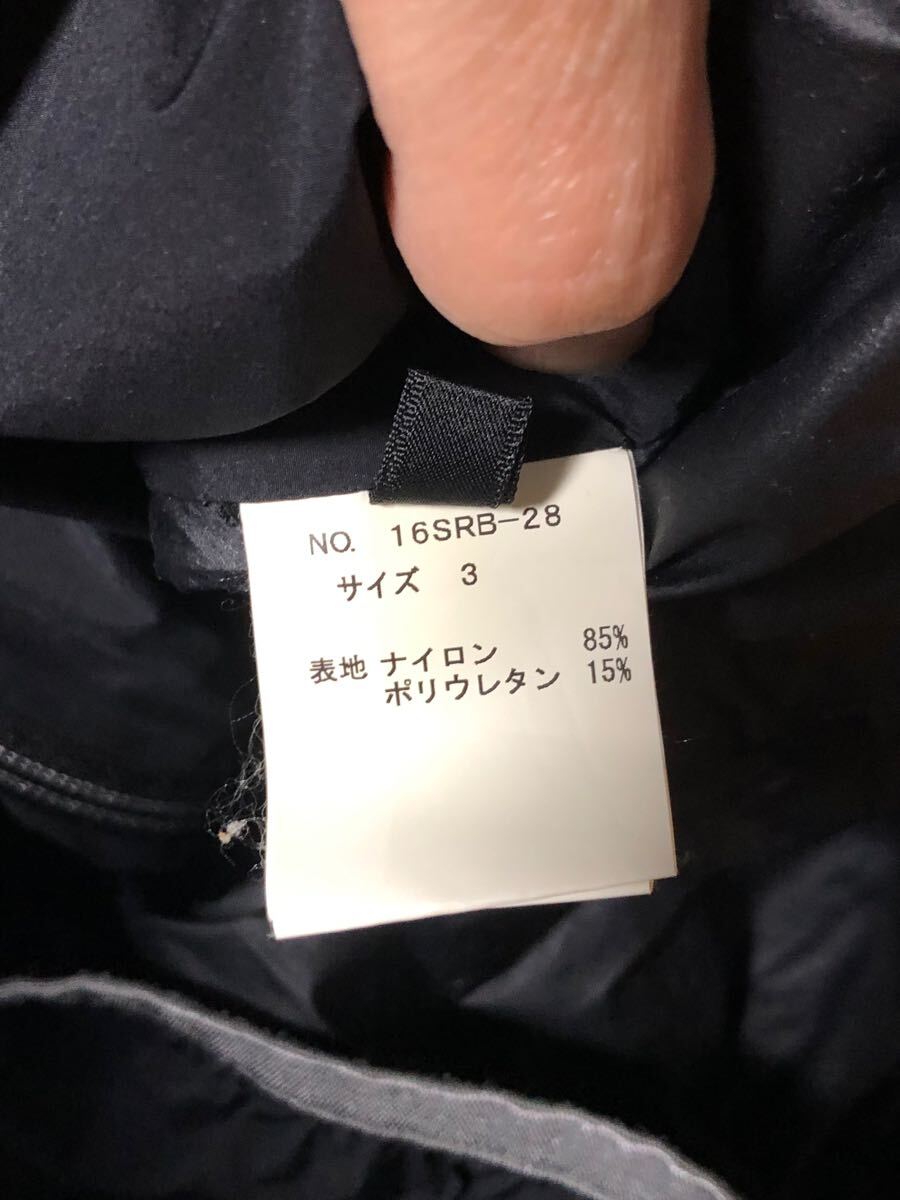 NO. 16SRB-28
サイズ 3
表地 ナイロン 85%
ポリウレタン 15%